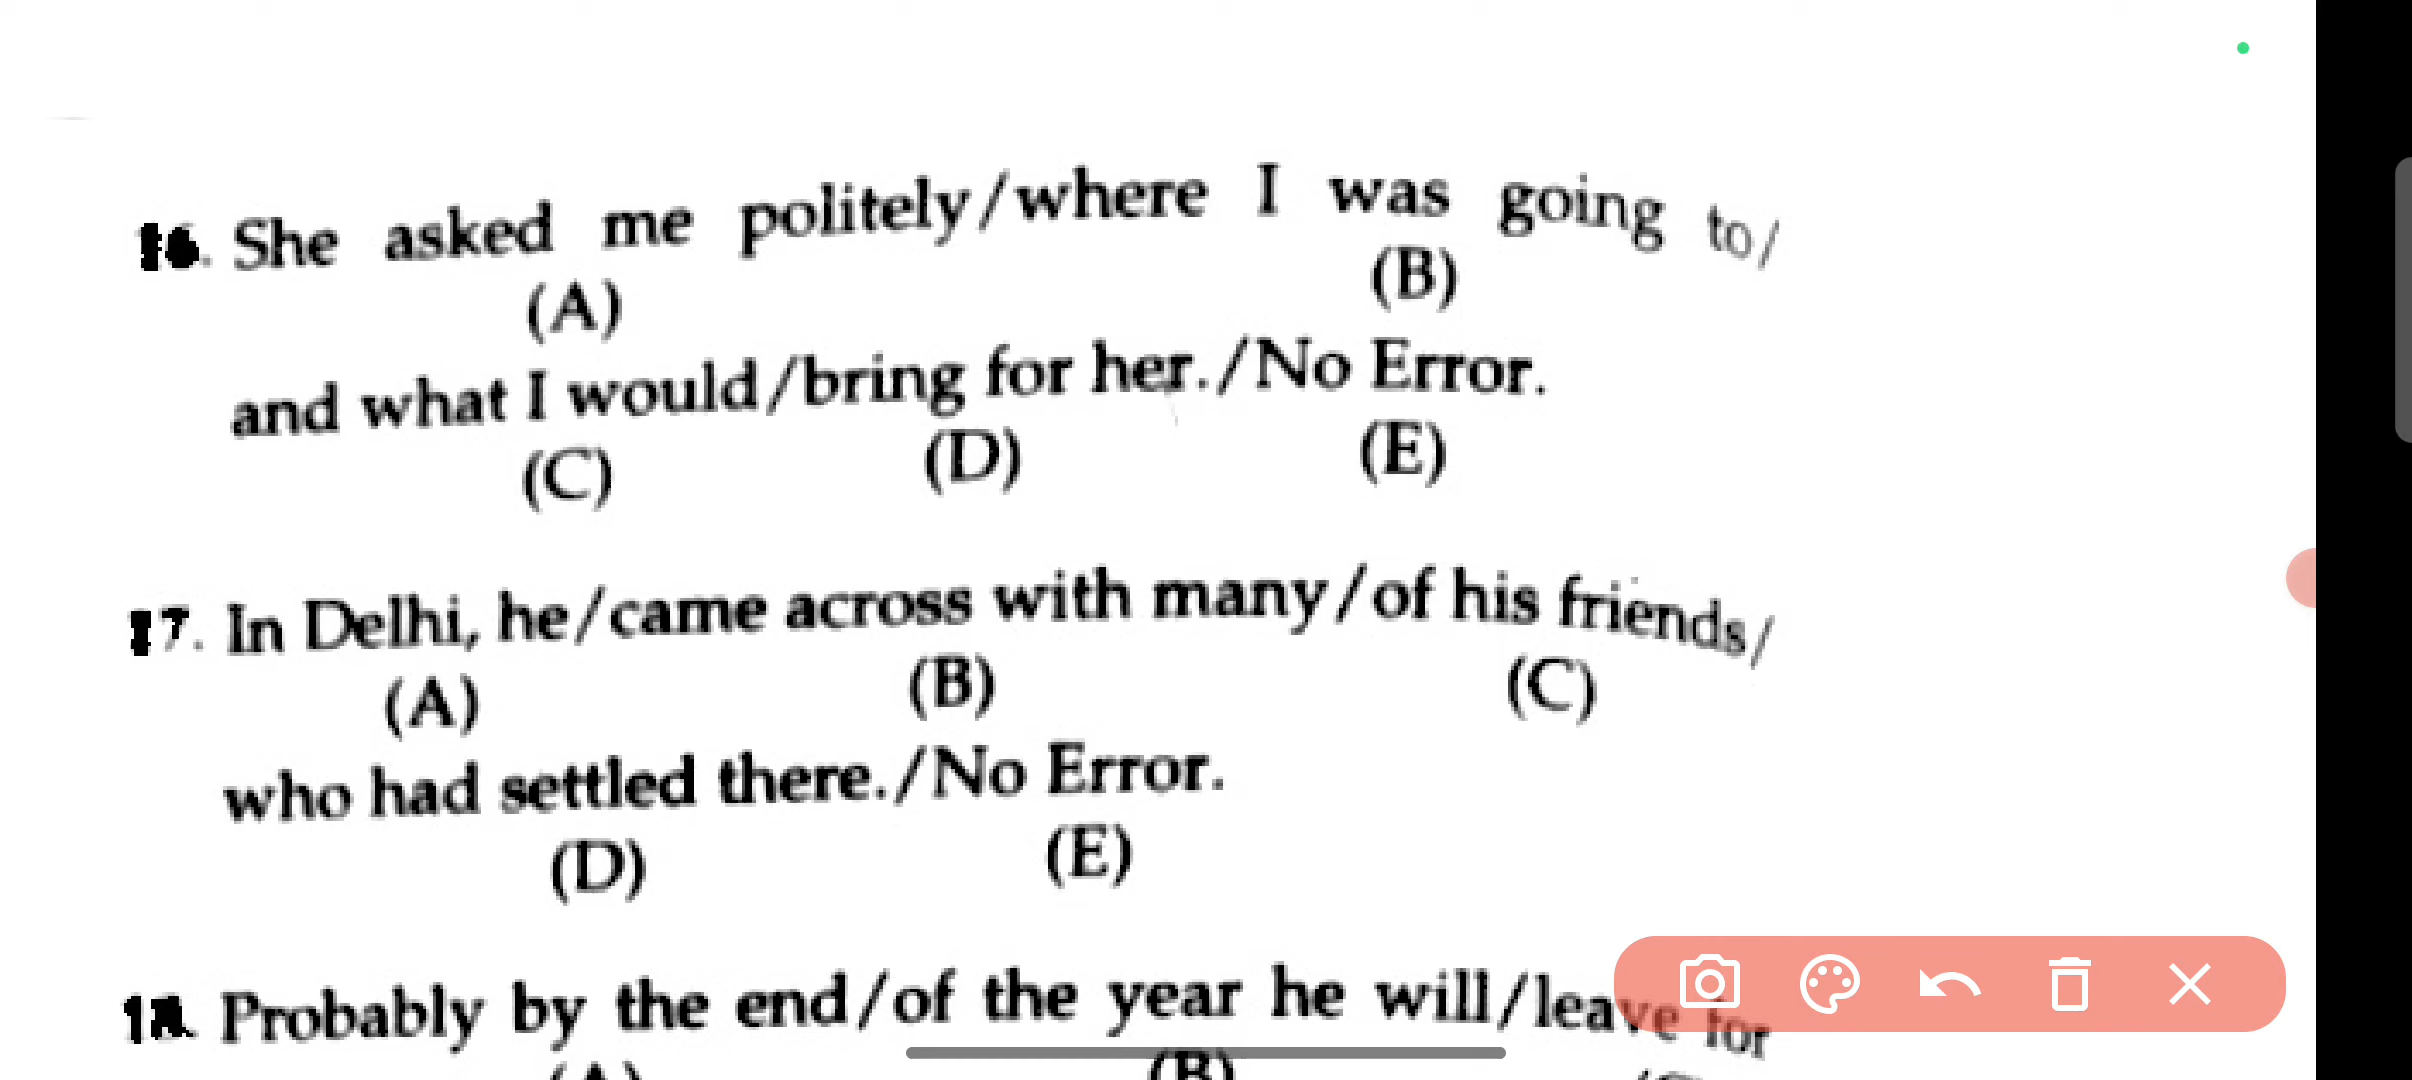 16. She asked me politely/where I was going to/
(A) (B)
and what I would/bring for her./No Error.
(C) (D) (E)
17. In Delhi, he/came across with many/of his friends/
(A) (B) (C)
who had settled there./No Error.
(D) (E)
18. Probably by the end/of the year he will/leave for
(A) (B)